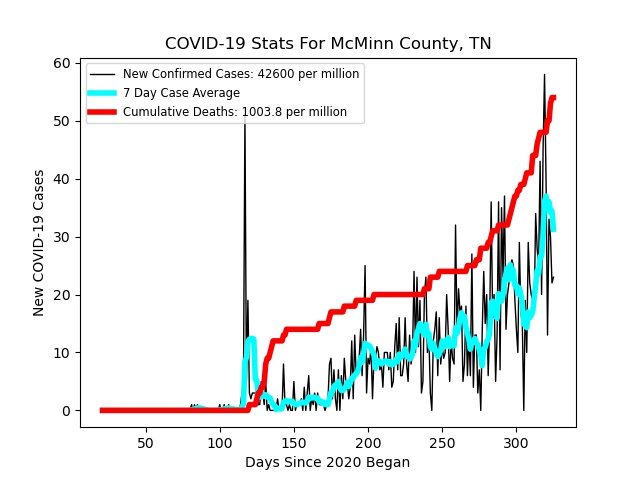 COVID-19 Stats For McMinn County, TN
New Confirmed Cases: 42600 per million
7 Day Case Average
Cumulative Deaths: 1003.8 per million
New COVID-19 Cases
60
50
40
30
20
10
0
50 100 150 200 250 300
Days Since 2020 Began